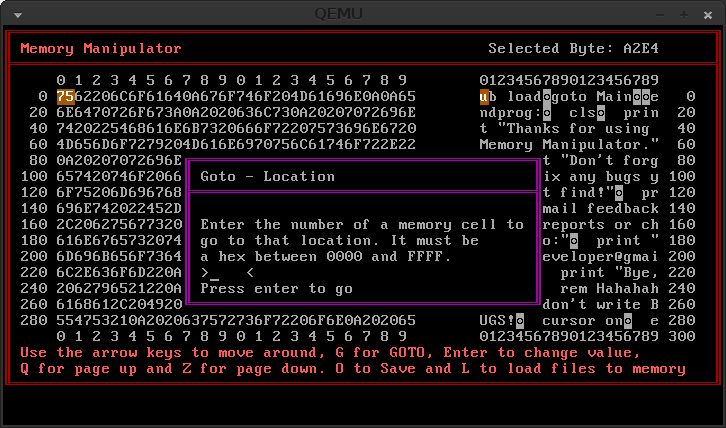 QEMU
Memory Manipulator Selected Byte: A2E4
0 1 2 3 4 5 6 7 8 9 0 1 2 3 4 5 6 7 8 9 01234567890123456789
0 7562206C6F61640A676F746F204D61696E0A0A65 ub load◘goto Main◘◘e 0
20 6E6470726F673A0A2020636C730A20207072696E ndprog:◘ cls◘ prin 20
40 7420225468616E6B7320666F72207573696E6720 t "Thanks for using 40
60 4D656D6F7279204D616E6970756C61746F722E22 Memory Manipulator." 60
80 0A20207072696E t "Don't forg 80
100 657420746F2066 Goto - Location ix any bugs y 100
120 6F75206D696768 t find!"◘ pr 120
140 696E742022452D mail feedback 140
160 2C206275677320 Enter the number of a memory cell to reports or ch 160
180 616E6765732074 go to that location. It must be o:"◘ print " 180
200 6D696B656F7364 a hex between 0000 and FFFF. eveloper@gmai 200
220 6C2E636F6D220A >_ < print "Bye, 220
240 2062796521220A Press enter to go rem Hahahah 240
260 6168612C204920 don't write B 260
280 554753210A2020637572736F72206F6E0A202065 UGS!◘ cursor on◘ e 280
0 1 2 3 4 5 6 7 8 9 0 1 2 3 4 5 6 7 8 9 01234567890123456789 300
Use the arrow keys to move around, G for GOTO, Enter to change value,
Q for page up and Z for page down. O to Save and L to load files to memory